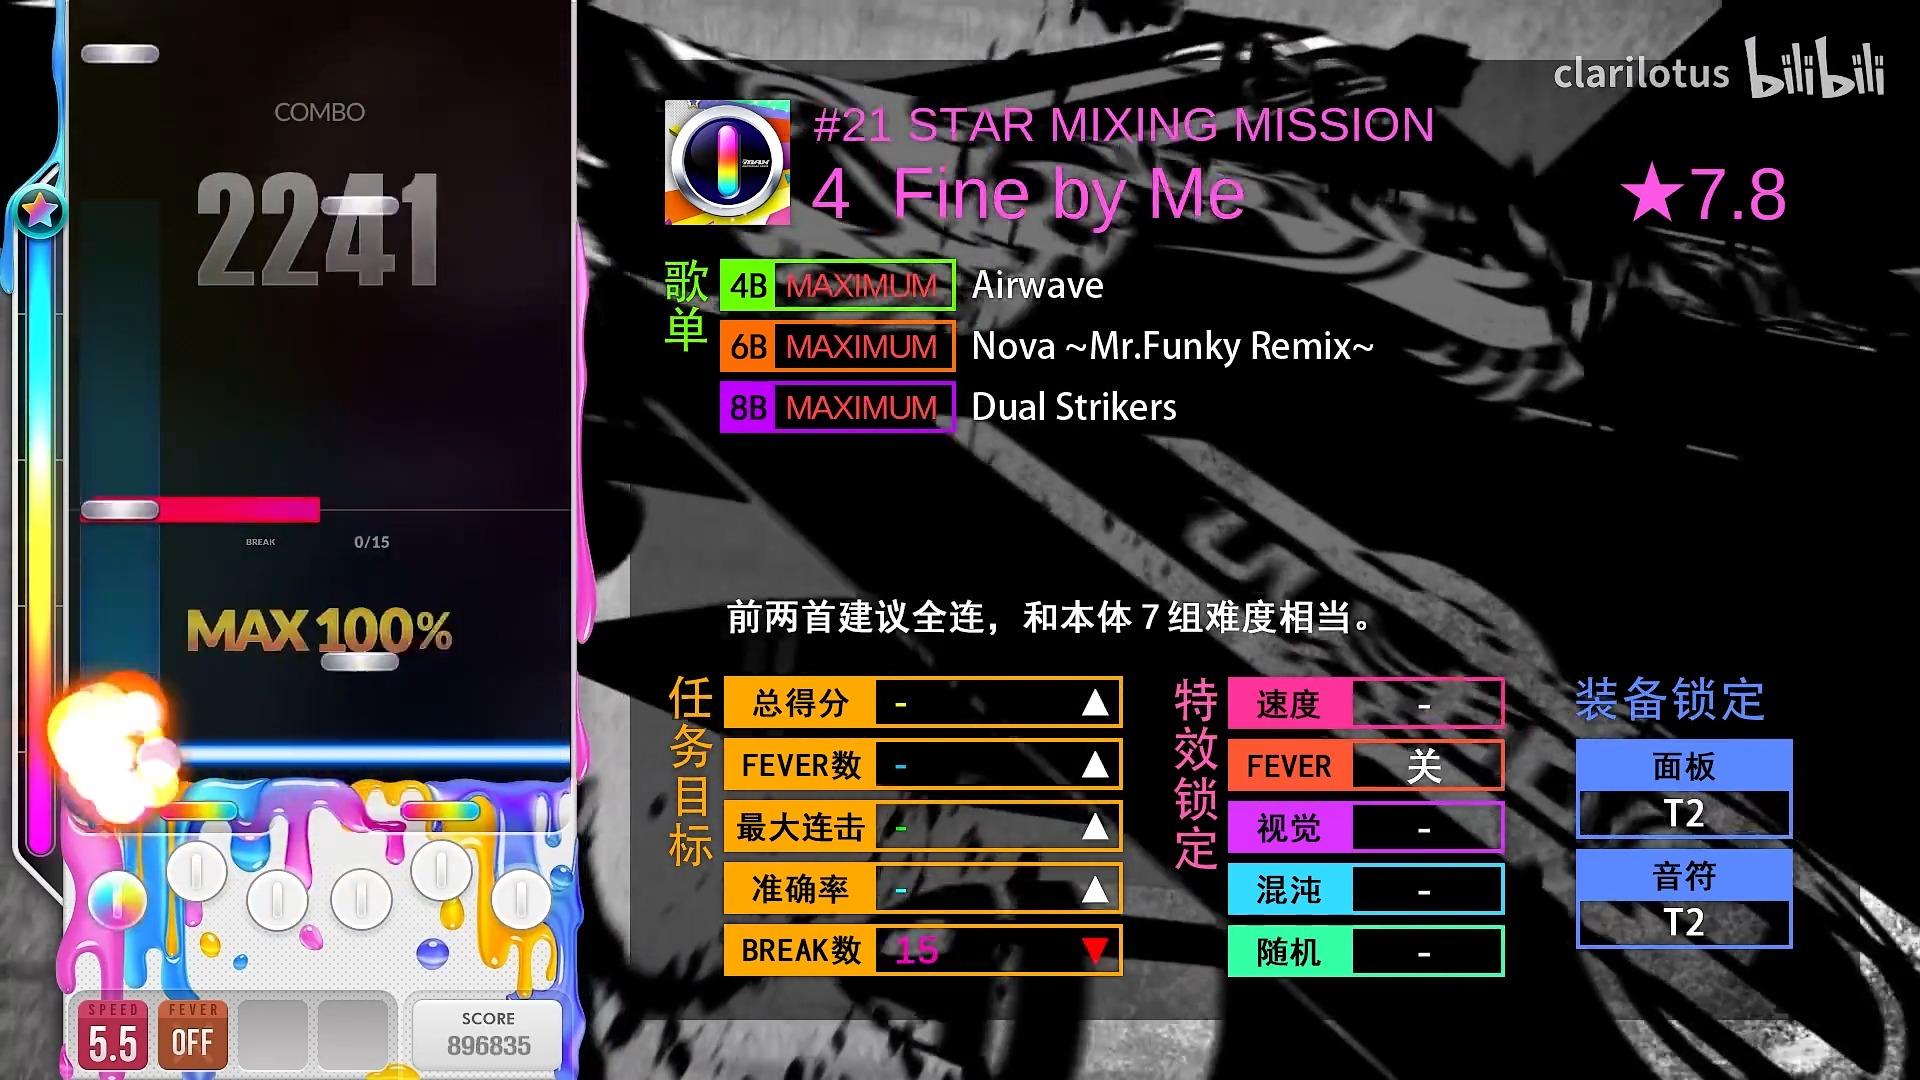 clarilotus bilibili
COMBO
2241
BREAK 0/15
MAX 100%
SPEED
5.5
FEVER
OFF
SCORE
896835
#21 STAR MIXING MISSION
4 Fine by Me
★7.8
歌单
4B MAXIMUM Airwave
6B MAXIMUM Nova ~Mr.Funky Remix~
8B MAXIMUM Dual Strikers
前两首建议全连，和本体7组难度相当。
任务目标
总得分 - ▲
FEVER数 - ▲
最大连击 - ▲
准确率 - ▲
BREAK数 15 ▼
特效锁定
速度 -
FEVER 关
视觉 -
混沌 -
随机 -
装备锁定
面板
T2
音符
T2